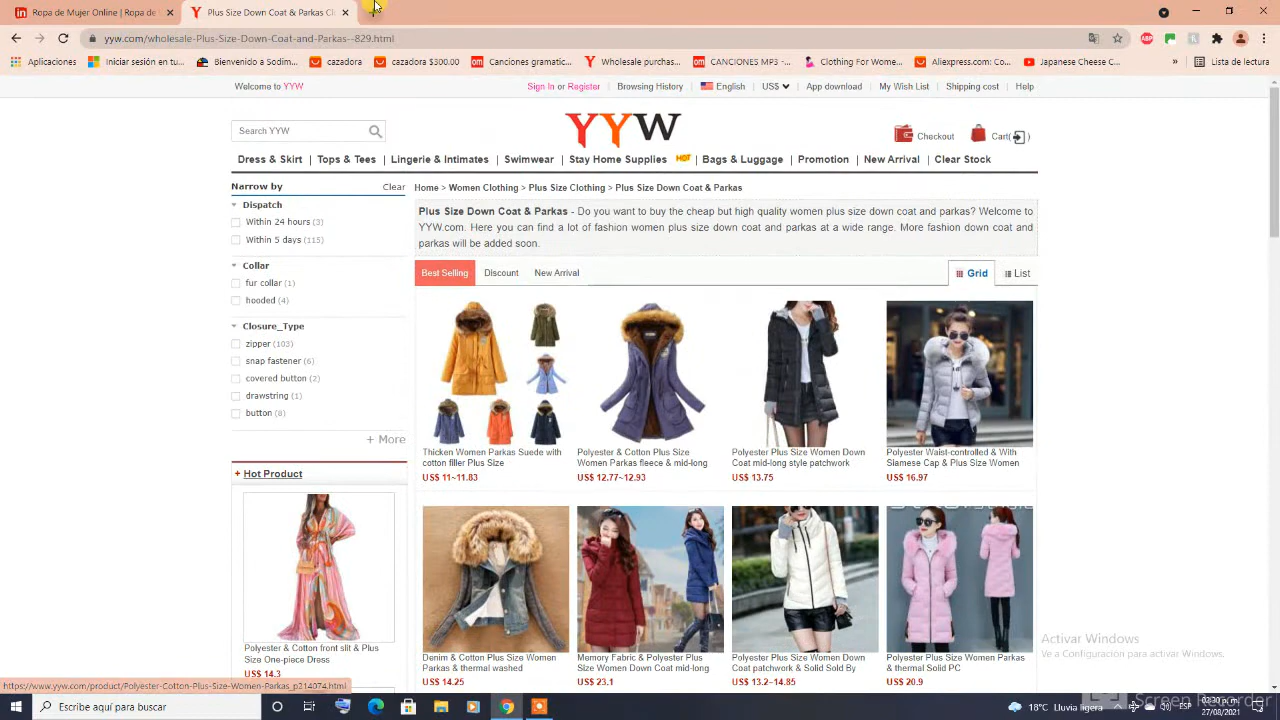 Ropa de Mujer Online | Ropa de
Plus Size Down Coat & Parkas Cl
yyw.com/wholesale-Plus-Size-Down-Coat-and-Parkas--829.html
Aplicaciones
Iniciar sesión en tu...
Bienvenido a Sodim...
cazadora
cazadora $300.00
Canciones gramatic...
Wholesale purchas...
CANCIONES MP3 - ...
Clothing For Wome...
Aliexpress.com: Co...
Japanese Cheese C...
Lista de lectura
Welcome to YYW
Sign In or Register
Browsing History
English
US$
App download
My Wish List
Shipping cost
Help
Search YYW
YYW
Checkout
Cart( )
Dress & Skirt | Tops & Tees | Lingerie & Intimates | Swimwear | Stay Home Supplies HOT | Bags & Luggage | Promotion | New Arrival | Clear Stock
Narrow by
Clear
Home > Women Clothing > Plus Size Clothing > Plus Size Down Coat & Parkas
Dispatch
Within 24 hours (3)
Within 5 days (115)
Collar
fur collar (1)
hooded (4)
Closure_Type
zipper (103)
snap fastener (6)
covered button (2)
drawstring (1)
button (8)
+ More
+ Hot Product
Polyester & Cotton front slit & Plus
Size One-piece Dress
US$ 14.3
Plus Size Down Coat & Parkas - Do you want to buy the cheap but high quality women plus size down coat and parkas? Welcome to
YYW.com. Here you can find a lot of fashion women plus size down coat and parkas at a wide range. More fashion down coat and
parkas will be added soon.
Best Selling
Discount
New Arrival
Grid
List
Thicken Women Parkas Suede with
cotton filler Plus Size
US$ 11~11.83
Polyester & Cotton Plus Size
Women Parkas fleece & mid-long
US$ 12.77~12.93
Polyester Plus Size Women Down
Coat mid-long style patchwork
US$ 13.75
Polyester Waist-controlled & With
Siamese Cap & Plus Size Women
US$ 16.97
Denim & Cotton Plus Size Women
Parkas & thermal washed
US$ 14.25
Memory Fabric & Polyester Plus
Size Women Down Coat mid-long
US$ 23.1
Polyester Plus Size Women Down
Coat patchwork & Solid Sold By
US$ 13.2~14.85
Polyester Plus Size Women Parkas
& thermal Solid PC
US$ 20.9
Activar Windows
Ve a Configuración para activar Windows.
https://www.yyw.com/product/Polyester-Cotton-Plus-Size-Women-Parkas_p214074.html
Escribe aquí para buscar
18°C Lluvia ligera
ESP
03:30 p.m.
27/08/2021
Screen Recorder